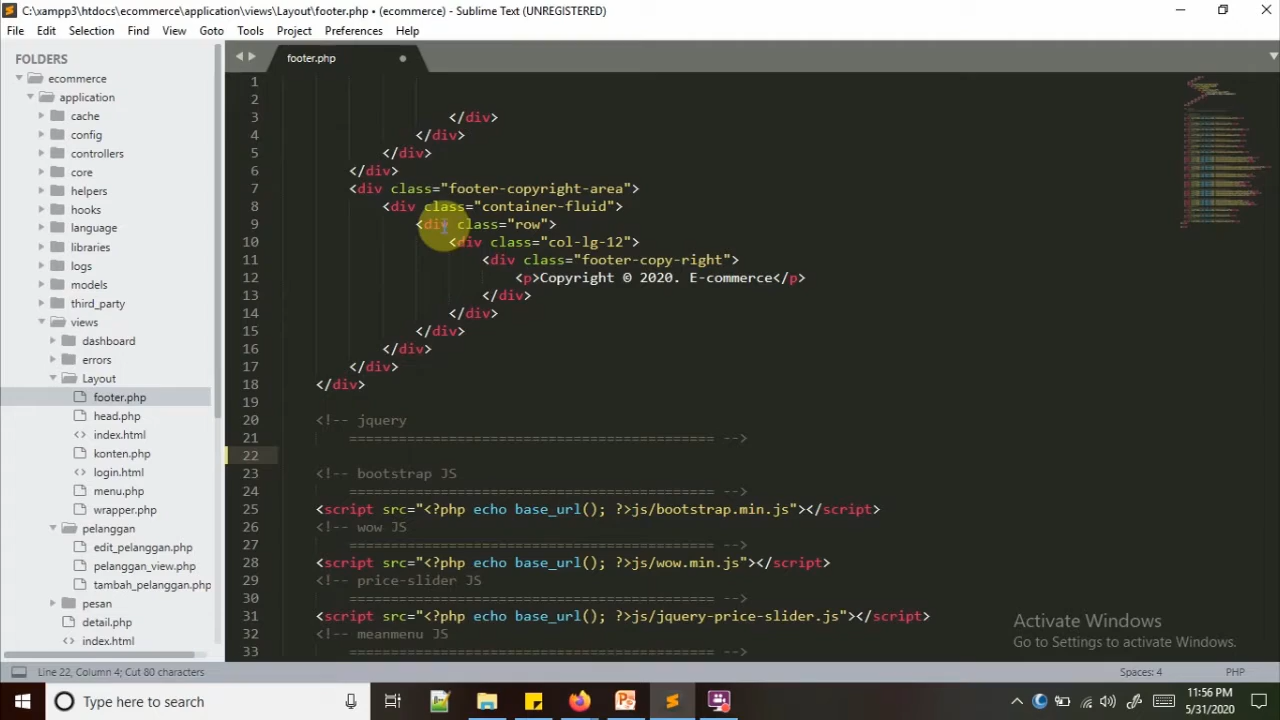 C:\xampp3\htdocs\ecommerce\application\views\Layout\footer.php • (ecommerce) - Sublime Text (UNREGISTERED)
File Edit Selection Find View Goto Tools Project Preferences Help
FOLDERS
ecommerce
application
cache
config
controllers
core
helpers
hooks
language
libraries
logs
models
third_party
views
dashboard
errors
Layout
footer.php
head.php
index.html
konten.php
login.html
menu.php
wrapper.php
pelanggan
edit_pelanggan.php
pelanggan_view.php
tambah_pelanggan.php
pesan
detail.php
index.html
footer.php
1
2
3 </div>
4 </div>
5 </div>
6 </div>
7 <div class="footer-copyright-area">
8 <div class="container-fluid">
9 <div class="row">
10 <div class="col-lg-12">
11 <div class="footer-copy-right">
12 <p>Copyright © 2020. E-commerce</p>
13 </div>
14 </div>
15 </div>
16 </div>
17 </div>
18 </div>
19
20 <!-- jquery
21 ============================================ -->
22
23 <!-- bootstrap JS
24 ============================================ -->
25 <script src="<?php echo base_url(); ?>js/bootstrap.min.js"></script>
26 <!-- wow JS
27 ============================================ -->
28 <script src="<?php echo base_url(); ?>js/wow.min.js"></script>
29 <!-- price-slider JS
30 ============================================ -->
31 <script src="<?php echo base_url(); ?>js/jquery-price-slider.js"></script>
32 <!-- meanmenu JS
33 ============================================ -->
Activate Windows
Go to Settings to activate Windows.
Line 22, Column 4; Cut 80 characters Spaces: 4 PHP
Type here to search
11:56 PM
5/31/2020